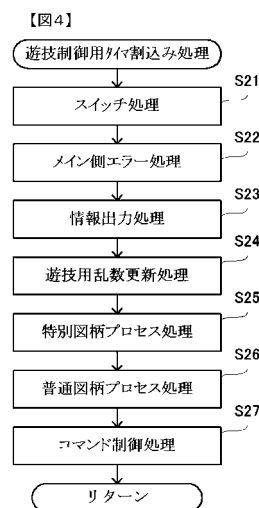 【図4】
遊技制御用タイマ割込み処理
S21
スイッチ処理
S22
メイン側エラー処理
S23
情報出力処理
S24
遊技用乱数更新処理
S25
特別図柄プロセス処理
S26
普通図柄プロセス処理
S27
コマンド制御処理
リターン